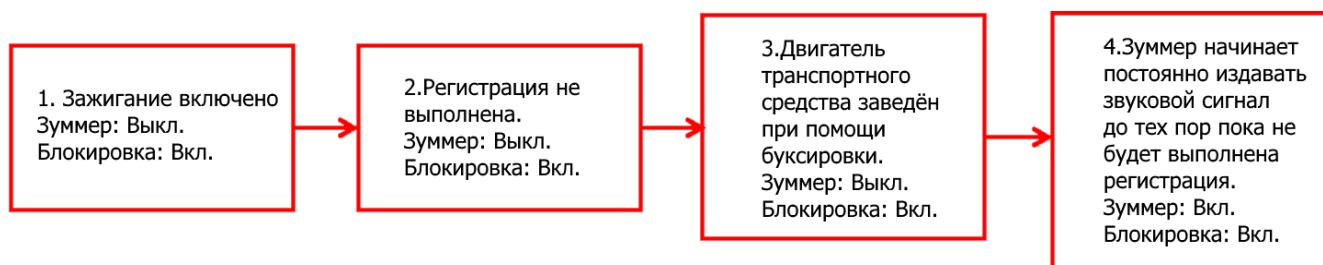 1. Зажигание включено
Зуммер: Выкл.
Блокировка: Вкл.
2.Регистрация не
выполнена.
Зуммер: Выкл.
Блокировка: Вкл.
3.Двигатель
транспортного
средства заведён
при помощи
буксировки.
Зуммер: Выкл.
Блокировка: Вкл.
4.Зуммер начинает
постоянно издавать
звуковой сигнал
до тех пор пока не
будет выполнена
регистрация.
Зуммер: Вкл.
Блокировка: Вкл.